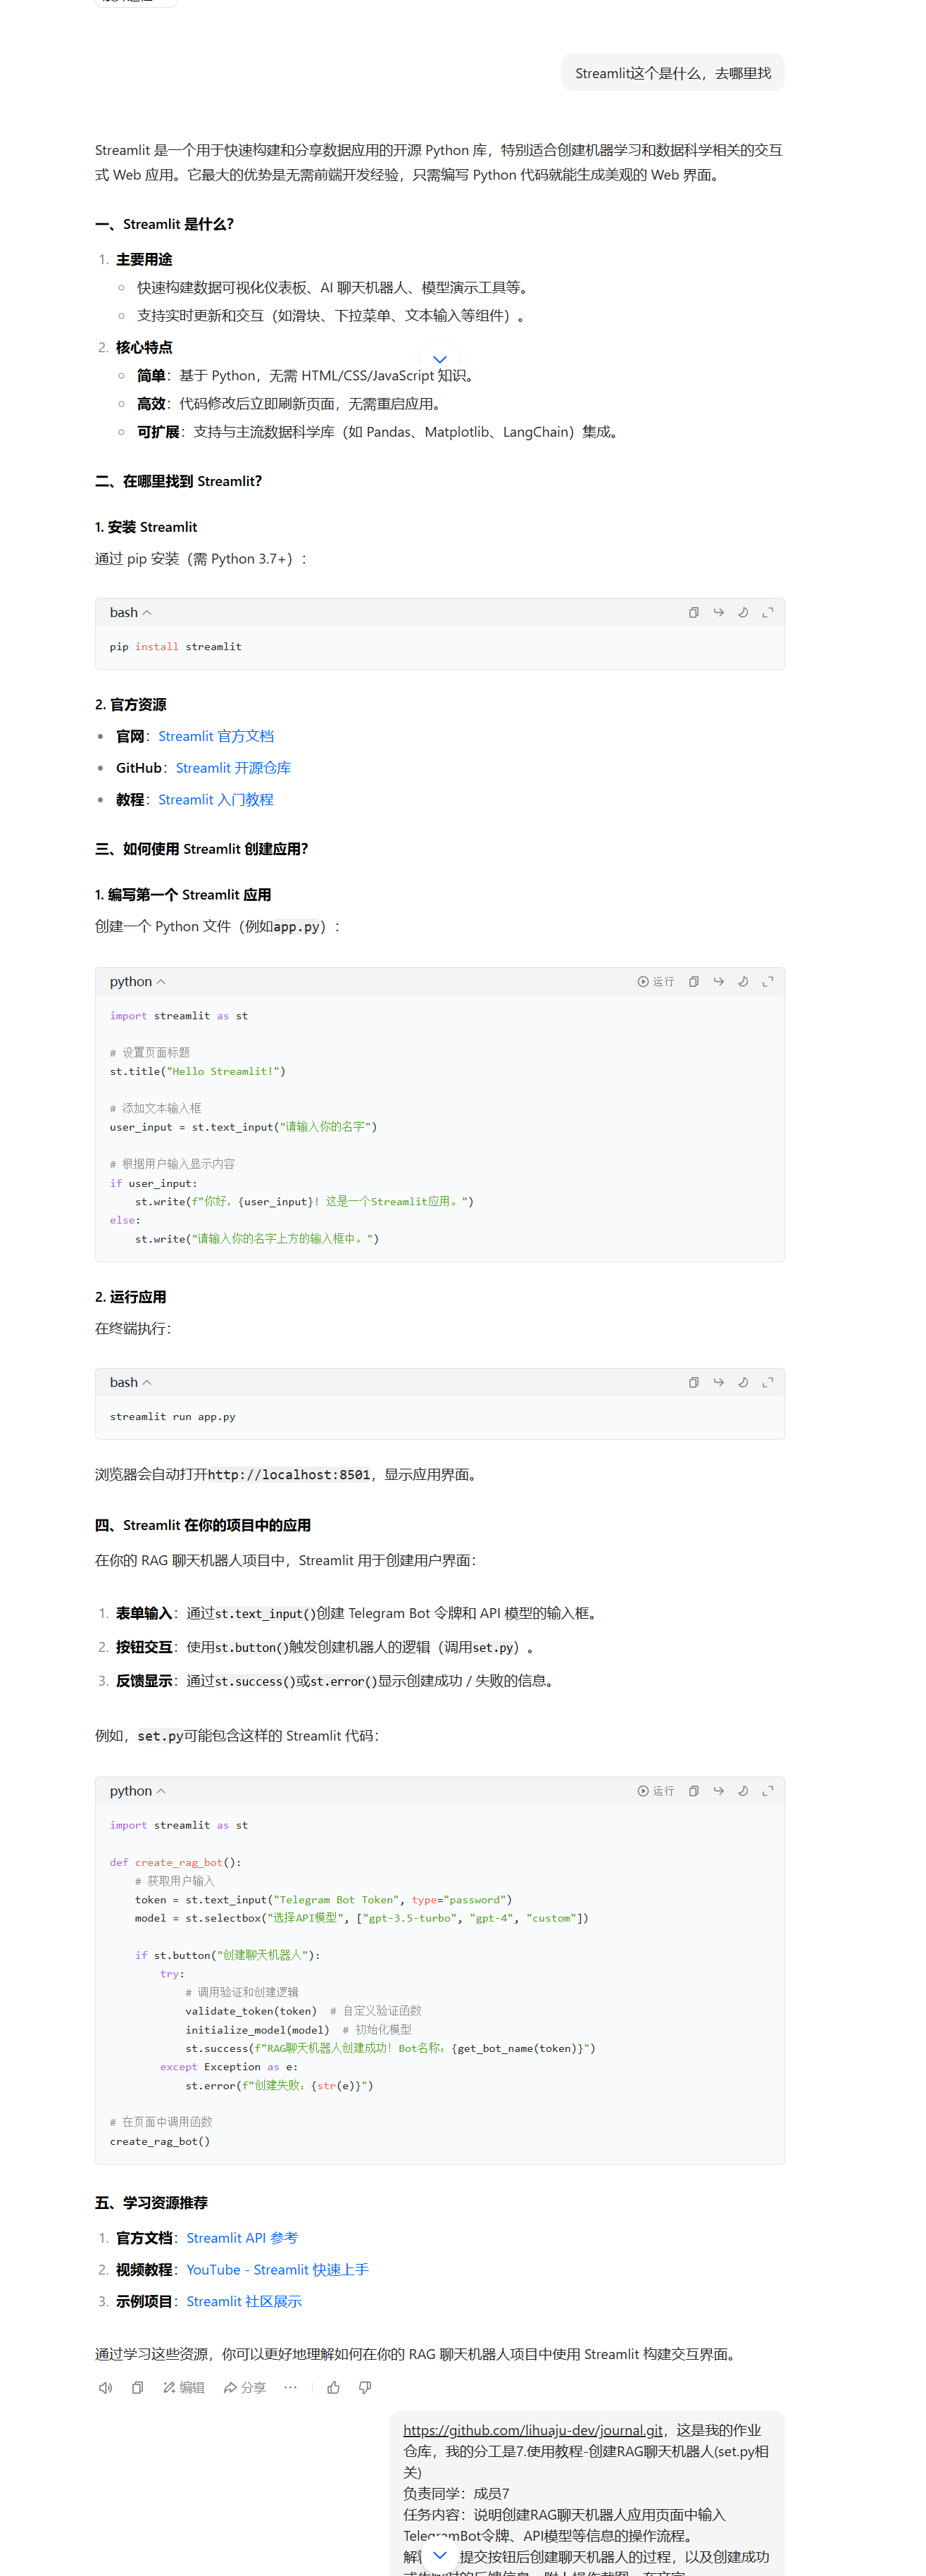 Streamlit这个是什么，去哪里找
Streamlit 是一个用于快速构建和分享数据应用的开源 Python 库，特别适合创建机器学习和数据科学相关的交互
式 Web 应用。它最大的优势是无需前端开发经验，只需编写 Python 代码就能生成美观的 Web 界面。
一、Streamlit 是什么？
1. 主要用途
快速构建数据可视化仪表板、AI 聊天机器人、模型演示工具等。
支持实时更新和交互（如滑块、下拉菜单、文本输入等组件）。
2. 核心特点
简单：基于 Python，无需 HTML/CSS/JavaScript 知识。
高效：代码修改后立即刷新页面，无需重启应用。
可扩展：支持与主流数据科学库（如 Pandas、Matplotlib、LangChain）集成。
二、在哪里找到 Streamlit？
1. 安装 Streamlit
通过 pip 安装（需 Python 3.7+）：
bash
pip install streamlit
2. 官方资源
官网：Streamlit 官方文档
GitHub：Streamlit 开源仓库
教程：Streamlit 入门教程
三、如何使用 Streamlit 创建应用？
1. 编写第一个 Streamlit 应用
创建一个 Python 文件（例如app.py）：
python 运行
import streamlit as st
# 设置页面标题
st.title("Hello Streamlit!")
# 添加文本输入框
user_input = st.text_input("请输入你的名字")
# 根据用户输入显示内容
if user_input:
st.write(f"你好，{user_input}! 这是一个Streamlit应用。")
else:
st.write("请输入你的名字上方的输入框中。")
2. 运行应用
在终端执行：
bash
streamlit run app.py
浏览器会自动打开http://localhost:8501，显示应用界面。
四、Streamlit 在你的项目中的应用
在你的 RAG 聊天机器人项目中，Streamlit 用于创建用户界面：
1. 表单输入：通过st.text_input()创建 Telegram Bot 令牌和 API 模型的输入框。
2. 按钮交互：使用st.button()触发创建机器人的逻辑（调用set.py）。
3. 反馈显示：通过st.success()或st.error()显示创建成功 / 失败的信息。
例如，set.py可能包含这样的 Streamlit 代码：
python 运行
import streamlit as st
def create_rag_bot():
# 获取用户输入
token = st.text_input("Telegram Bot Token", type="password")
model = st.selectbox("选择API模型", ["gpt-3.5-turbo", "gpt-4", "custom"])
if st.button("创建聊天机器人"):
try:
# 调用验证和创建逻辑
validate_token(token)  # 自定义验证函数
initialize_model(model)  # 初始化模型
st.success(f"RAG聊天机器人创建成功! Bot名称：{get_bot_name(token)}")
except Exception as e:
st.error(f"创建失败：{str(e)}")
# 在页面中调用函数
create_rag_bot()
五、学习资源推荐
1. 官方文档：Streamlit API 参考
2. 视频教程：YouTube - Streamlit 快速上手
3. 示例项目：Streamlit 社区展示
通过学习这些资源，你可以更好地理解如何在你的 RAG 聊天机器人项目中使用 Streamlit 构建交互界面。
编辑 分享
https://github.com/lihuaju-dev/journal.git，这是我的作业
仓库，我的分工是7.使用教程-创建RAG聊天机器人(set.py相
关)
负责同学：成员7
任务内容：说明创建RAG聊天机器人应用页面中输入
TelegramBot令牌、API模型等信息的操作流程。
解 提交按钮后创建聊天机器人的过程，以及创建成功